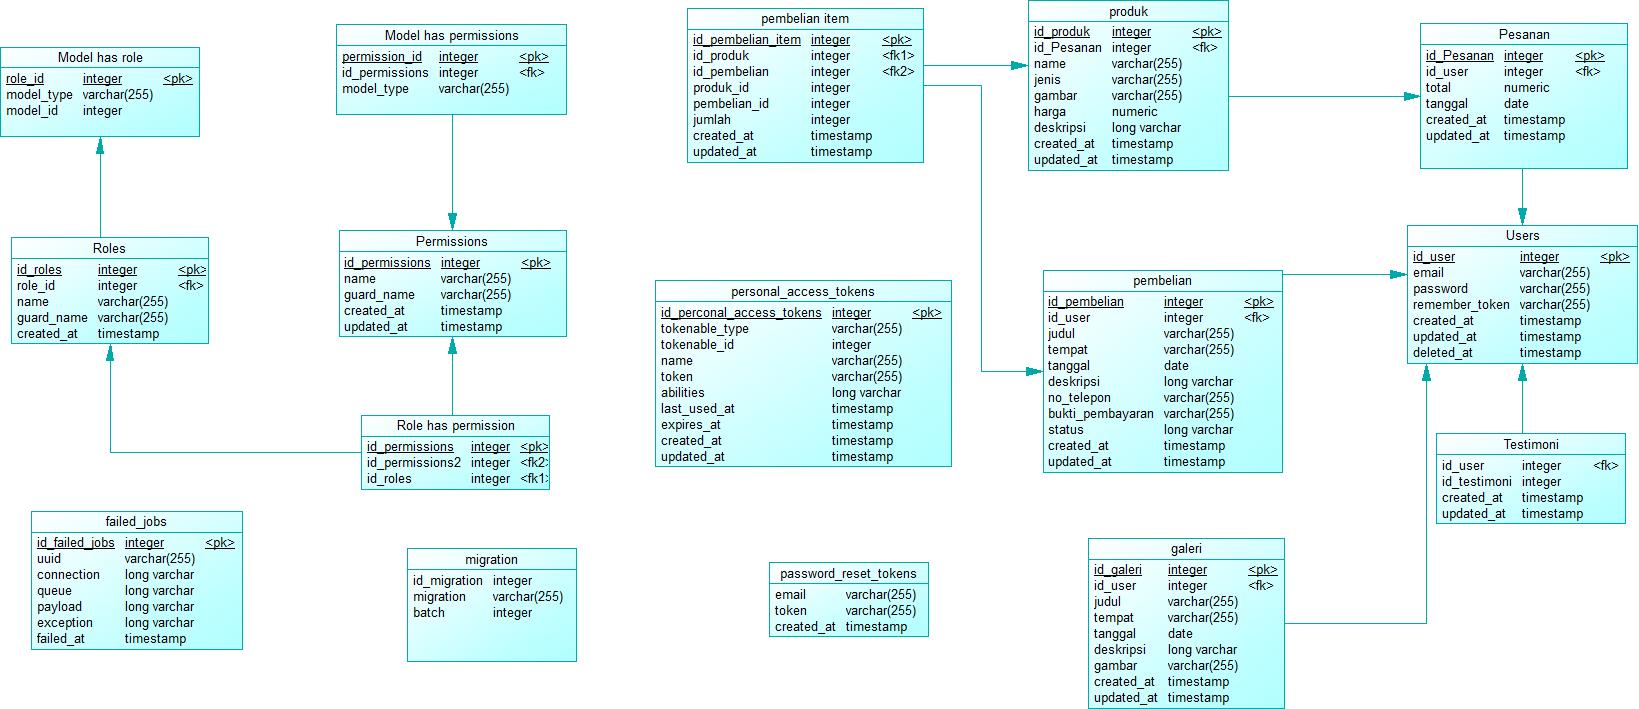 Model has role
role_id integer <pk>
model_type varchar(255)
model_id integer
Model has permissions
permission_id integer <pk>
id_permissions integer <fk>
model_type varchar(255)
pembelian item
id_pembelian_item integer <pk>
id_produk integer <fk1>
id_pembelian integer <fk2>
produk_id integer
pembelian_id integer
jumlah integer
created_at timestamp
updated_at timestamp
produk
id_produk integer <pk>
id_Pesanan integer <fk>
name varchar(255)
jenis varchar(255)
gambar varchar(255)
harga numeric
deskripsi long varchar
created_at timestamp
updated_at timestamp
Pesanan
id_Pesanan integer <pk>
id_user integer <fk>
total numeric
tanggal date
created_at timestamp
updated_at timestamp
Roles
id_roles integer <pk>
role_id integer <fk>
name varchar(255)
guard_name varchar(255)
created_at timestamp
Permissions
id_permissions integer <pk>
name varchar(255)
guard_name varchar(255)
created_at timestamp
updated_at timestamp
personal_access_tokens
id_perconal_access_tokens integer <pk>
tokenable_type varchar(255)
tokenable_id integer
name varchar(255)
token varchar(255)
abilities long varchar
last_used_at timestamp
expires_at timestamp
created_at timestamp
updated_at timestamp
pembelian
id_pembelian integer <pk>
id_user integer <fk>
judul varchar(255)
tempat varchar(255)
tanggal date
deskripsi long varchar
no_telepon varchar(255)
bukti_pembayaran varchar(255)
status long varchar
created_at timestamp
updated_at timestamp
Users
id_user integer <pk>
email varchar(255)
password varchar(255)
remember_token varchar(255)
created_at timestamp
updated_at timestamp
deleted_at timestamp
Role has permission
id_permissions integer <pk>
id_permissions2 integer <fk2>
id_roles integer <fk1>
Testimoni
id_user integer <fk>
id_testimoni integer
created_at timestamp
updated_at timestamp
failed_jobs
id_failed_jobs integer <pk>
uuid varchar(255)
connection long varchar
queue long varchar
payload long varchar
exception long varchar
failed_at timestamp
migration
id_migration integer
migration varchar(255)
batch integer
password_reset_tokens
email varchar(255)
token varchar(255)
created_at timestamp
galeri
id_galeri integer <pk>
id_user integer <fk>
judul varchar(255)
tempat varchar(255)
tanggal date
deskripsi long varchar
gambar varchar(255)
created_at timestamp
updated_at timestamp